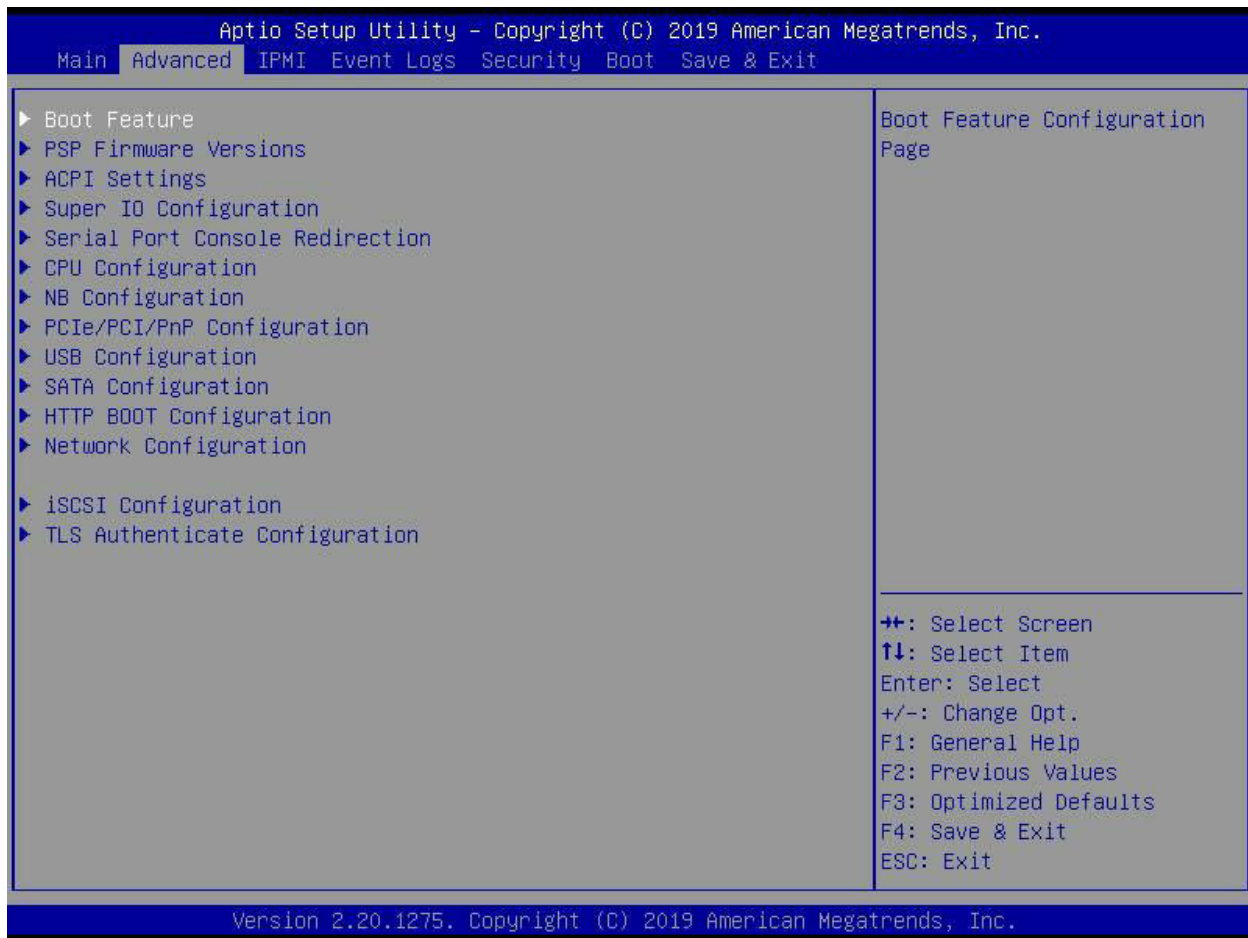 Aptio Setup Utility – Copyright (C) 2019 American Megatrends, Inc.
Main Advanced IPMI Event Logs Security Boot Save & Exit
▶ Boot Feature
▶ PSP Firmware Versions
▶ ACPI Settings
▶ Super IO Configuration
▶ Serial Port Console Redirection
▶ CPU Configuration
▶ NB Configuration
▶ PCIe/PCI/PnP Configuration
▶ USB Configuration
▶ SATA Configuration
▶ HTTP BOOT Configuration
▶ Network Configuration
▶ iSCSI Configuration
▶ TLS Authenticate Configuration
Boot Feature Configuration
Page
→←: Select Screen
↑↓: Select Item
Enter: Select
+/-: Change Opt.
F1: General Help
F2: Previous Values
F3: Optimized Defaults
F4: Save & Exit
ESC: Exit
Version 2.20.1275. Copyright (C) 2019 American Megatrends, Inc.